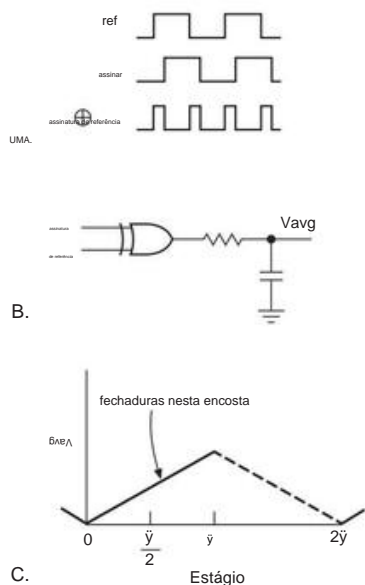 ref
assinar
assinatura de referência
UMA.
assinatura
de referência
Vavg
B.
fechaduras nesta encosta
Vavg
0
ÿ
2
ÿ
2ÿ
Estágio
C.